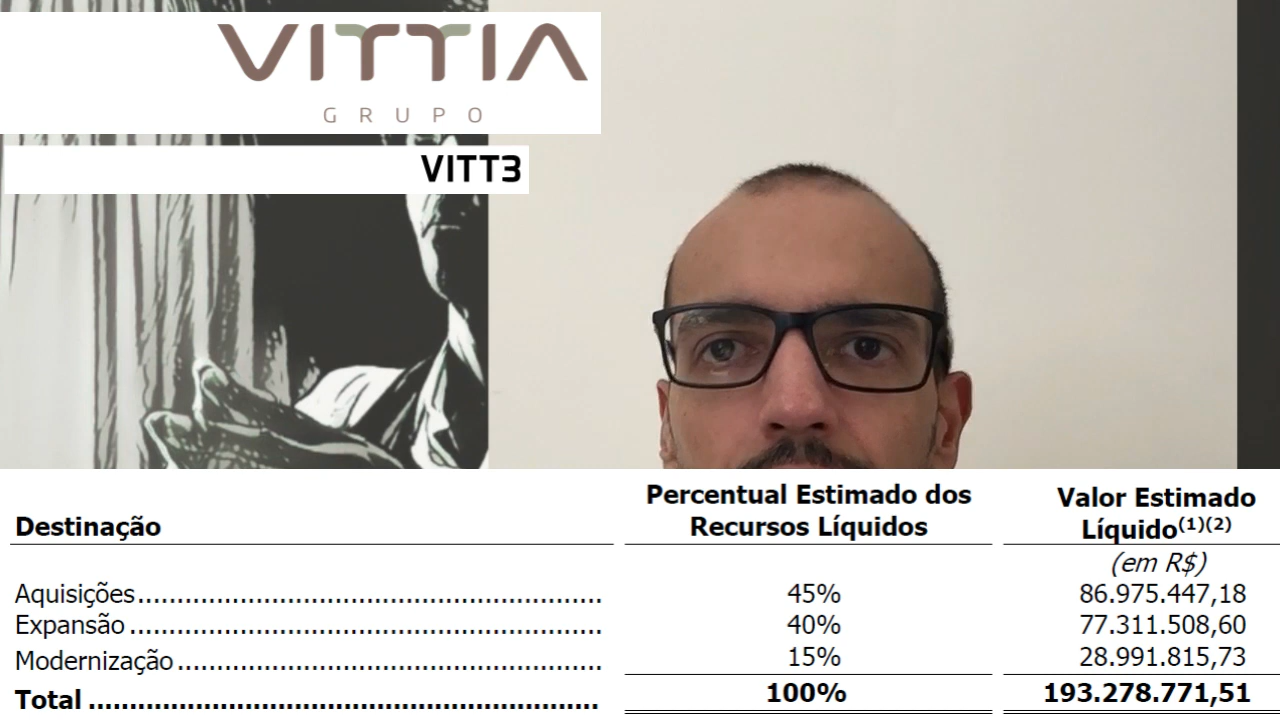 VITTIA
GRUPO
VITT3
Destinação
Percentual Estimado dos
Recursos Líquidos
Valor Estimado
Líquido(1)(2)
(em R$)
Aquisições............................................................ 45% 86.975.447,18
Expansão............................................................. 40% 77.311.508,60
Modernização....................................................... 15% 28.991.815,73
Total.................................................................. 100% 193.278.771,51